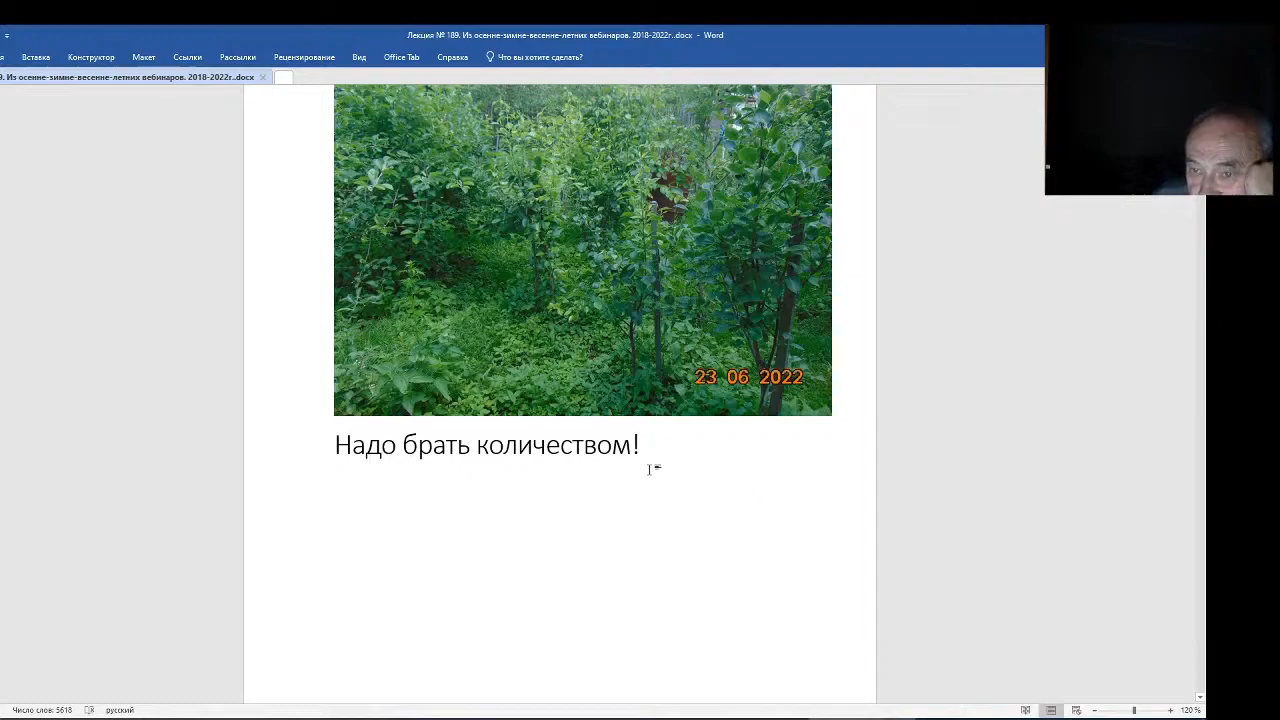 Лекция № 189. Из осенне-зимне-весенне-летних вебинаров. 2018-2022г..docx - Word
Вставка Конструктор Макет Ссылки Рассылки Рецензирование Вид Office Tab Справка Что вы хотите сделать?
9. Из осенне-зимне-весенне-летних вебинаров. 2018-2022г..docx
23 06 2022
Надо брать количеством!
Число слов: 5618 русский 120 %